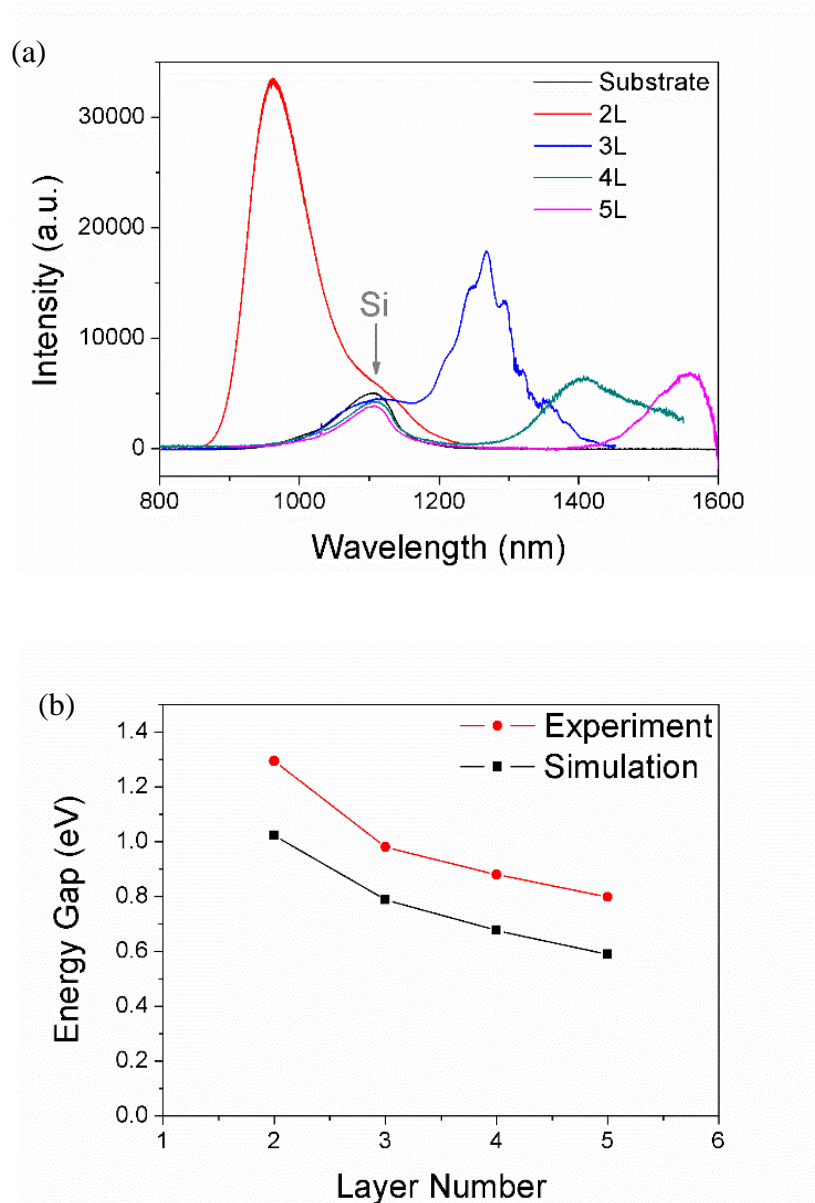 (a)
Intensity (a.u.)
30000
20000
10000
0
Substrate
2L
3L
4L
5L
Si
800 1000 1200 1400 1600
Wavelength (nm)
(b)
Energy Gap (eV)
1.4
1.2
1.0
0.8
0.6
0.4
0.2
0.0
Experiment
Simulation
1 2 3 4 5 6
Layer Number